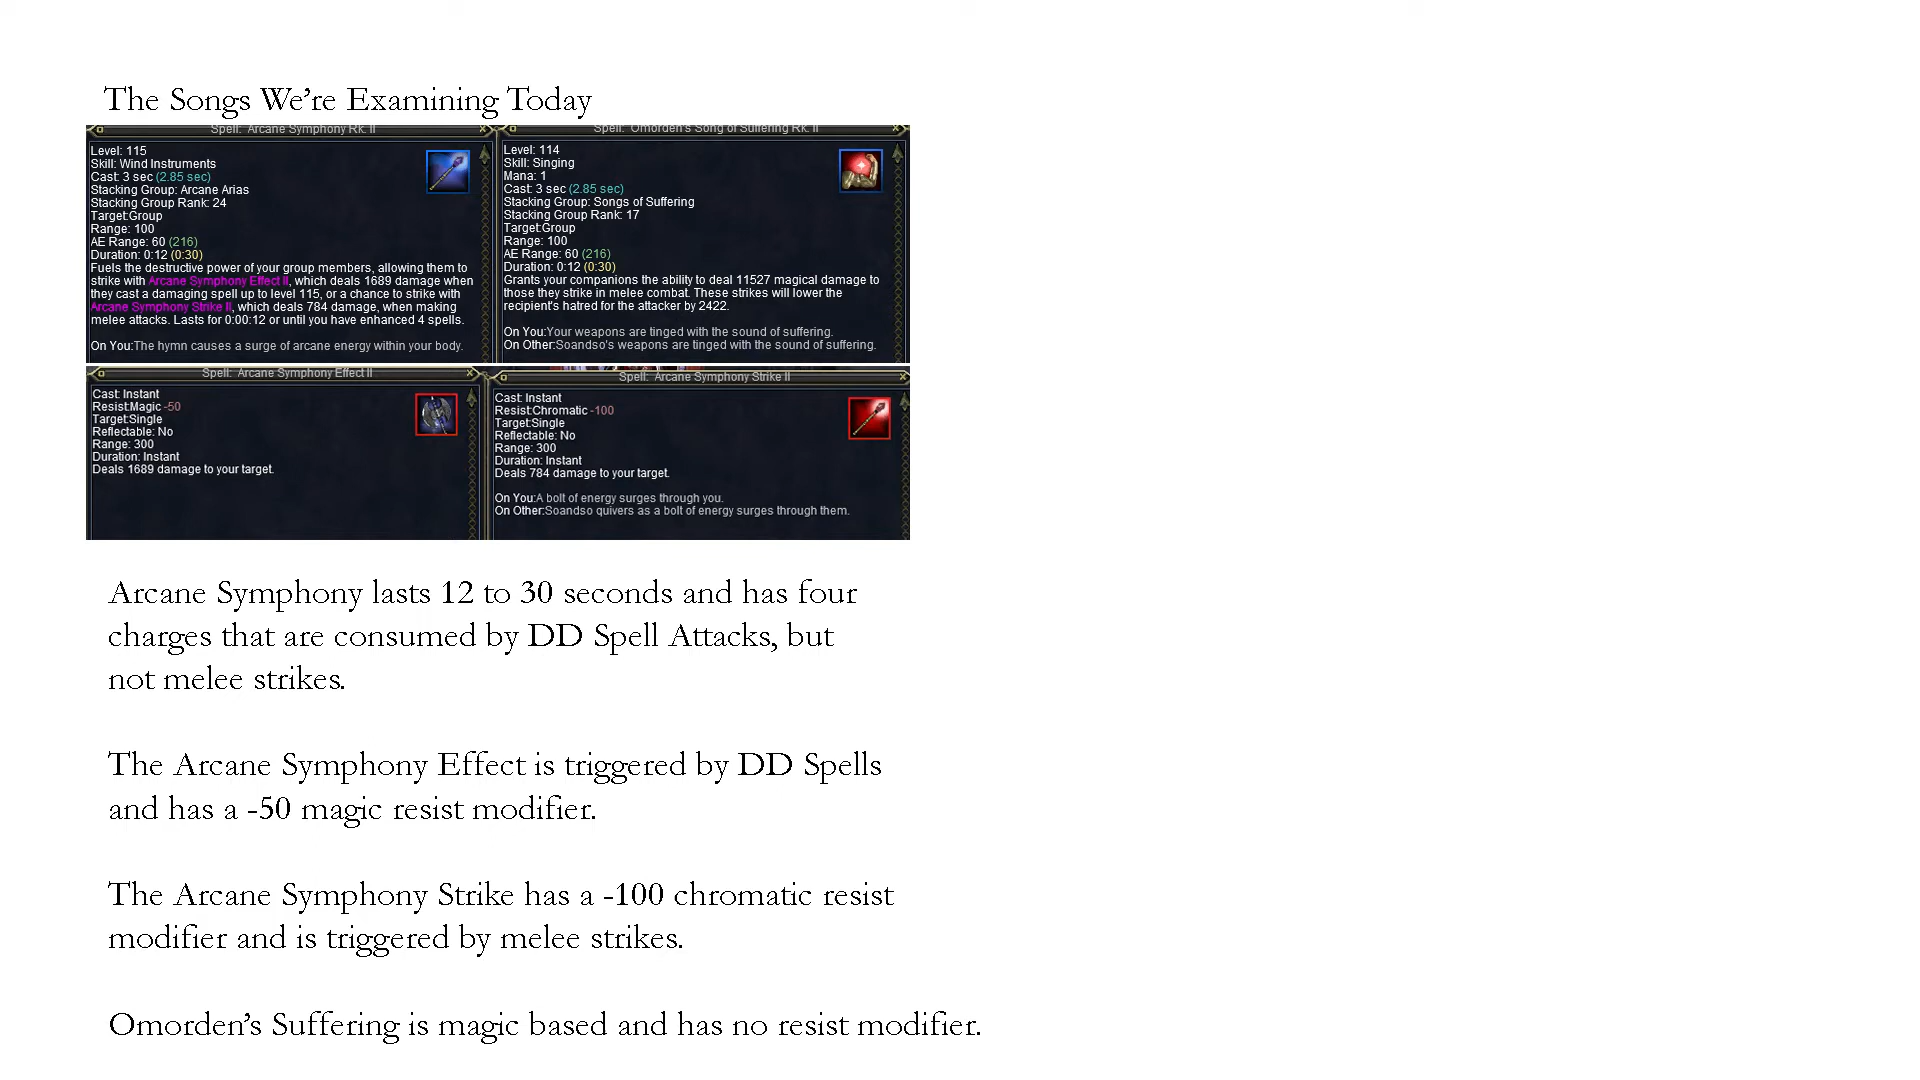 The Songs We're Examining Today
Spell: Arcane Symphony Rk. II
Level: 115
Skill: Wind Instruments
Cast: 3 sec (2.85 sec)
Stacking Group: Arcane Arias
Stacking Group Rank: 24
Target:Group
Range: 100
AE Range: 60 (216)
Duration: 0:12 (0:30)
Fuels the destructive power of your group members, allowing them to
strike with Arcane Symphony Effect II, which deals 1689 damage when
they cast a damaging spell up to level 115, or a chance to strike with
Arcane Symphony Strike II, which deals 784 damage, when making
melee attacks. Lasts for 0:00:12 or until you have enhanced 4 spells.
On You:The hymn causes a surge of arcane energy within your body.
Spell: Omorden's Song of Suffering Rk. II
Level: 114
Skill: Singing
Mana: 1
Cast: 3 sec (2.85 sec)
Stacking Group: Songs of Suffering
Stacking Group Rank: 17
Target:Group
Range: 100
AE Range: 60 (216)
Duration: 0:12 (0:30)
Grants your companions the ability to deal 11527 magical damage to
those they strike in melee combat. These strikes will lower the
recipient's hatred for the attacker by 2422.
On You:Your weapons are tinged with the sound of suffering.
On Other:Soandso's weapons are tinged with the sound of suffering.
Spell: Arcane Symphony Effect II
Cast: Instant
Resist:Magic -50
Target:Single
Reflectable: No
Range: 300
Duration: Instant
Deals 1689 damage to your target.
Spell: Arcane Symphony Strike II
Cast: Instant
Resist:Chromatic -100
Target:Single
Reflectable: No
Range: 300
Duration: Instant
Deals 784 damage to your target.
On You:A bolt of energy surges through you.
On Other:Soandso quivers as a bolt of energy surges through them.
Arcane Symphony lasts 12 to 30 seconds and has four
charges that are consumed by DD Spell Attacks, but
not melee strikes.
The Arcane Symphony Effect is triggered by DD Spells
and has a -50 magic resist modifier.
The Arcane Symphony Strike has a -100 chromatic resist
modifier and is triggered by melee strikes.
Omorden's Suffering is magic based and has no resist modifier.